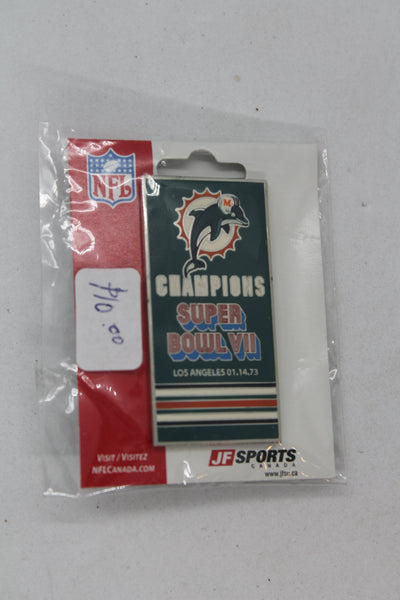 NFL
M
CHAMPIONS
SUPER
BOWL VII
LOS ANGELES 01.14.73
$10.00
VISIT / VISITEZ
NFLCANADA.COM
JF SPORTS
CANADA
www.jfsc.ca